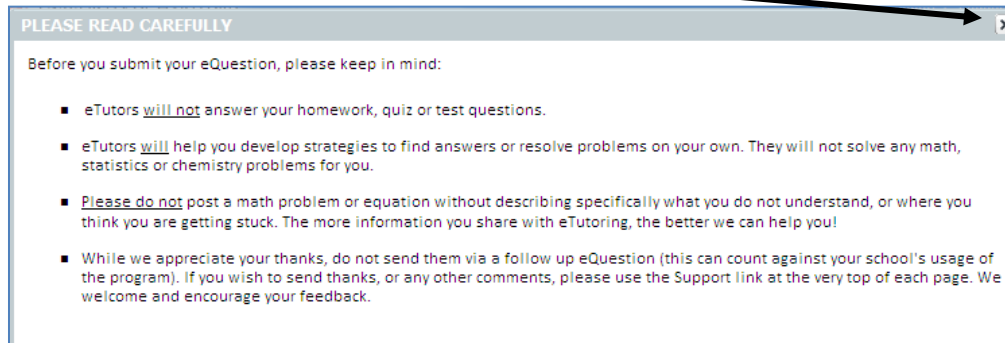 PLEASE READ CAREFULLY
Before you submit your eQuestion, please keep in mind:
▪ eTutors will not answer your homework, quiz or test questions.
▪ eTutors will help you develop strategies to find answers or resolve problems on your own. They will not solve any math,
statistics or chemistry problems for you.
▪ Please do not post a math problem or equation without describing specifically what you do not understand, or where you
think you are getting stuck. The more information you share with eTutoring, the better we can help you!
▪ While we appreciate your thanks, do not send them via a follow up eQuestion (this can count against your school's usage of
the program). If you wish to send thanks, or any other comments, please use the Support link at the very top of each page. We
welcome and encourage your feedback.